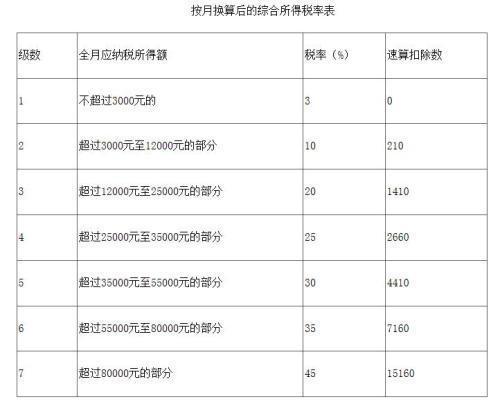 按月换算后的综合所得税率表
级数 全月应纳税所得额 税率（%） 速算扣除数
1 不超过3000元的 3 0
2 超过3000元至12000元的部分 10 210
3 超过12000元至25000元的部分 20 1410
4 超过25000元至35000元的部分 25 2660
5 超过35000元至55000元的部分 30 4410
6 超过55000元至80000元的部分 35 7160
7 超过80000元的部分 45 15160